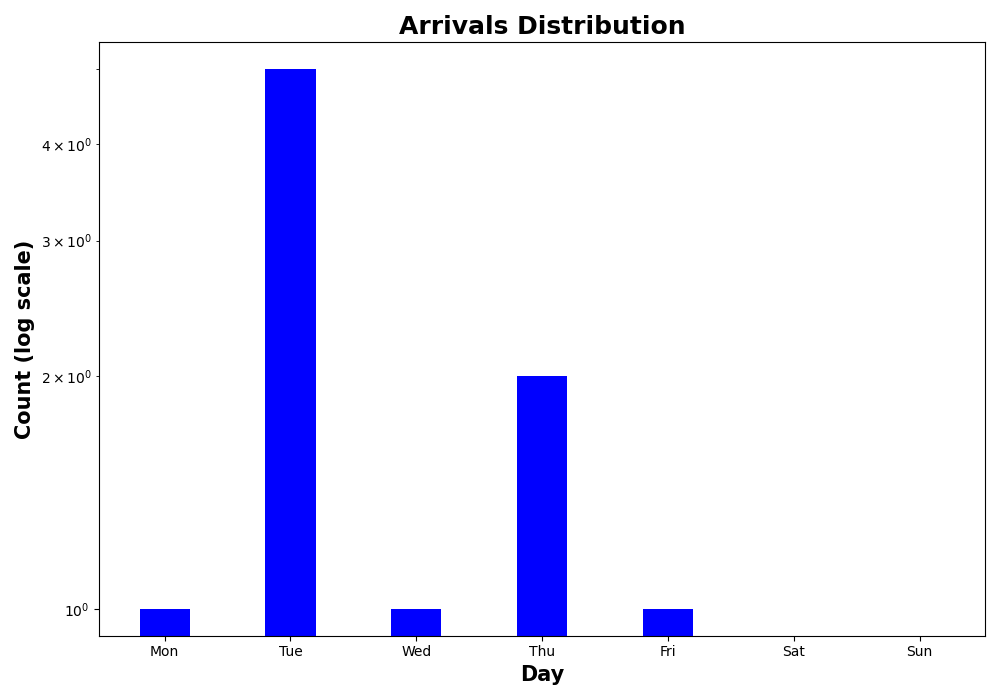 Arrivals Distribution
Count (log scale)
4 × 10⁰
3 × 10⁰
2 × 10⁰
10⁰
Mon Tue Wed Thu Fri Sat Sun
Day